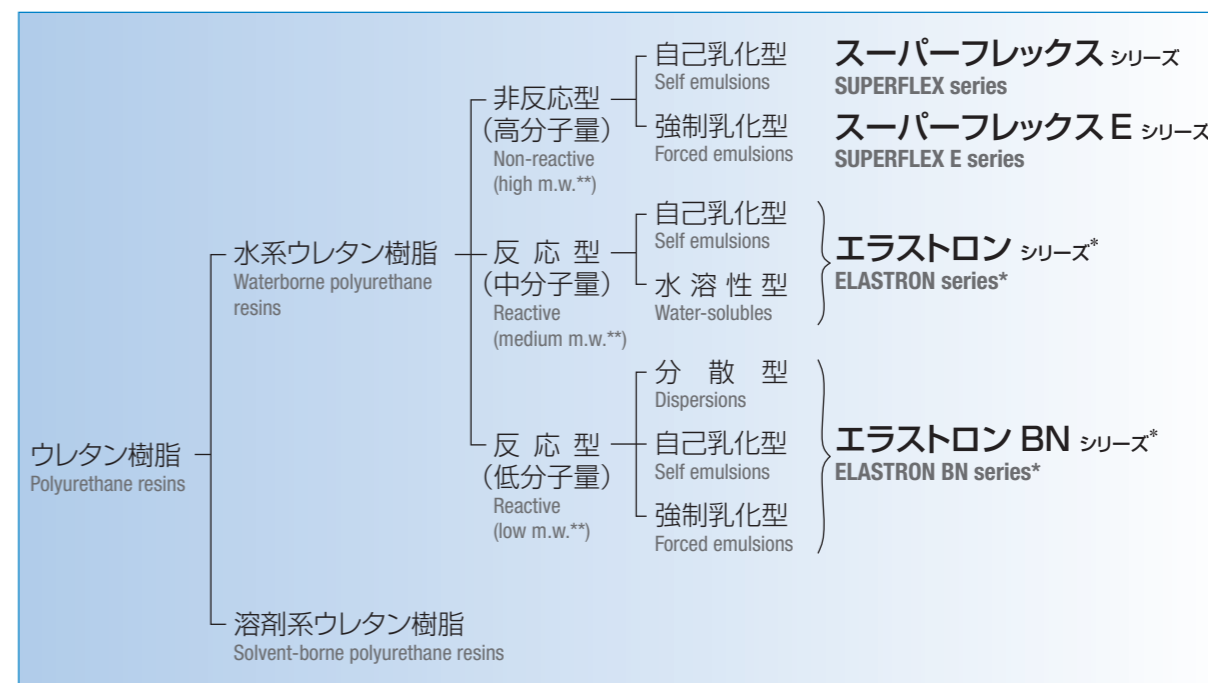 自己乳化型
Self emulsions
スーパーフレックス シリーズ
SUPERFLEX series
非反応型
（高分子量）
Non-reactive
(high m.w.**)
強制乳化型
Forced emulsions
スーパーフレックス E シリーズ
SUPERFLEX E series
水系ウレタン樹脂
Waterborne polyurethane
resins
反 応 型
（中分子量）
Reactive
(medium m.w.**)
自己乳化型
Self emulsions
水 溶 性 型
Water-solubles
エラストロン シリーズ*
ELASTRON series*
反 応 型
（低分子量）
Reactive
(low m.w.**)
分 散 型
Dispersions
自己乳化型
Self emulsions
強制乳化型
Forced emulsions
エラストロン BN シリーズ*
ELASTRON BN series*
ウレタン樹脂
Polyurethane resins
溶剤系ウレタン樹脂
Solvent-borne polyurethane resins